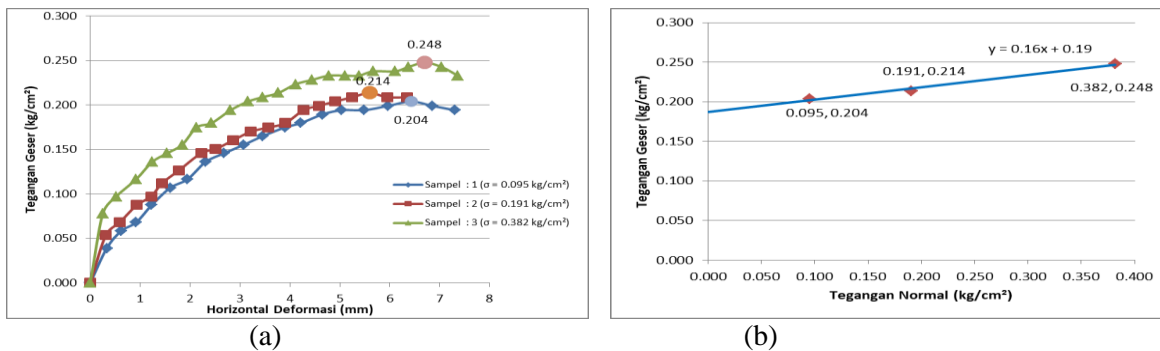 0.300
0.250
0.200
0.150
0.100
0.050
0.000
Tegangan Geser (kg/cm²)
0.248
0.214
0.204
Sampel : 1 (σ = 0.095 kg/cm²)
Sampel : 2 (σ = 0.191 kg/cm²)
Sampel : 3 (σ = 0.382 kg/cm²)
0 1 2 3 4 5 6 7 8
Horizontal Deformasi (mm)
(a)
0.300
0.250
0.200
0.150
0.100
0.050
0.000
Tegangan Geser (kg/cm²)
y = 0.16x + 0.19
0.191, 0.214
0.382, 0.248
0.095, 0.204
0.000 0.050 0.100 0.150 0.200 0.250 0.300 0.350 0.400
Tegangan Normal (kg/cm²)
(b)